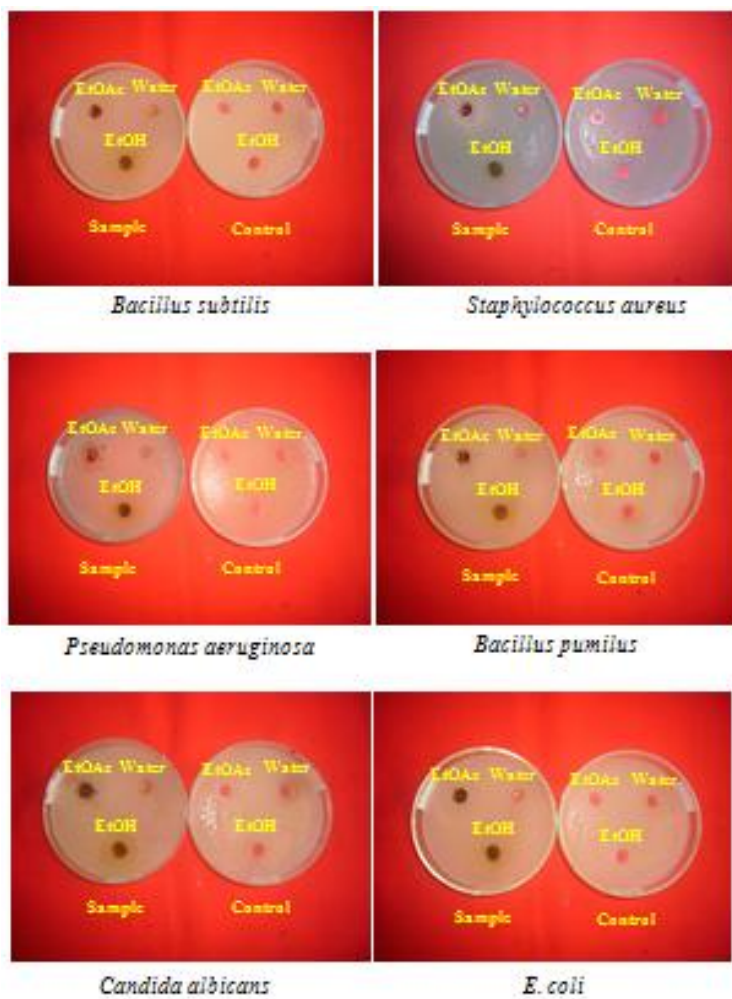 EtOAc Water EtOAc Water
EtOH EtOH
Sample Control
Bacillus subtilis
EtOAc Water EtOAc Water
EtOH EtOH
Sample Control
Staphylococcus aureus
EtOAc Water EtOAc Water
EtOH EtOH
Sample Control
Pseudomonas aeruginosa
EtOAc Water EtOAc Water
EtOH EtOH
Sample Control
Bacillus pumilus
EtOAc Water EtOAc Water
EtOH EtOH
Sample Control
Candida albicans
EtOAc Water EtOAc Water
EtOH EtOH
Sample Control
E. coli